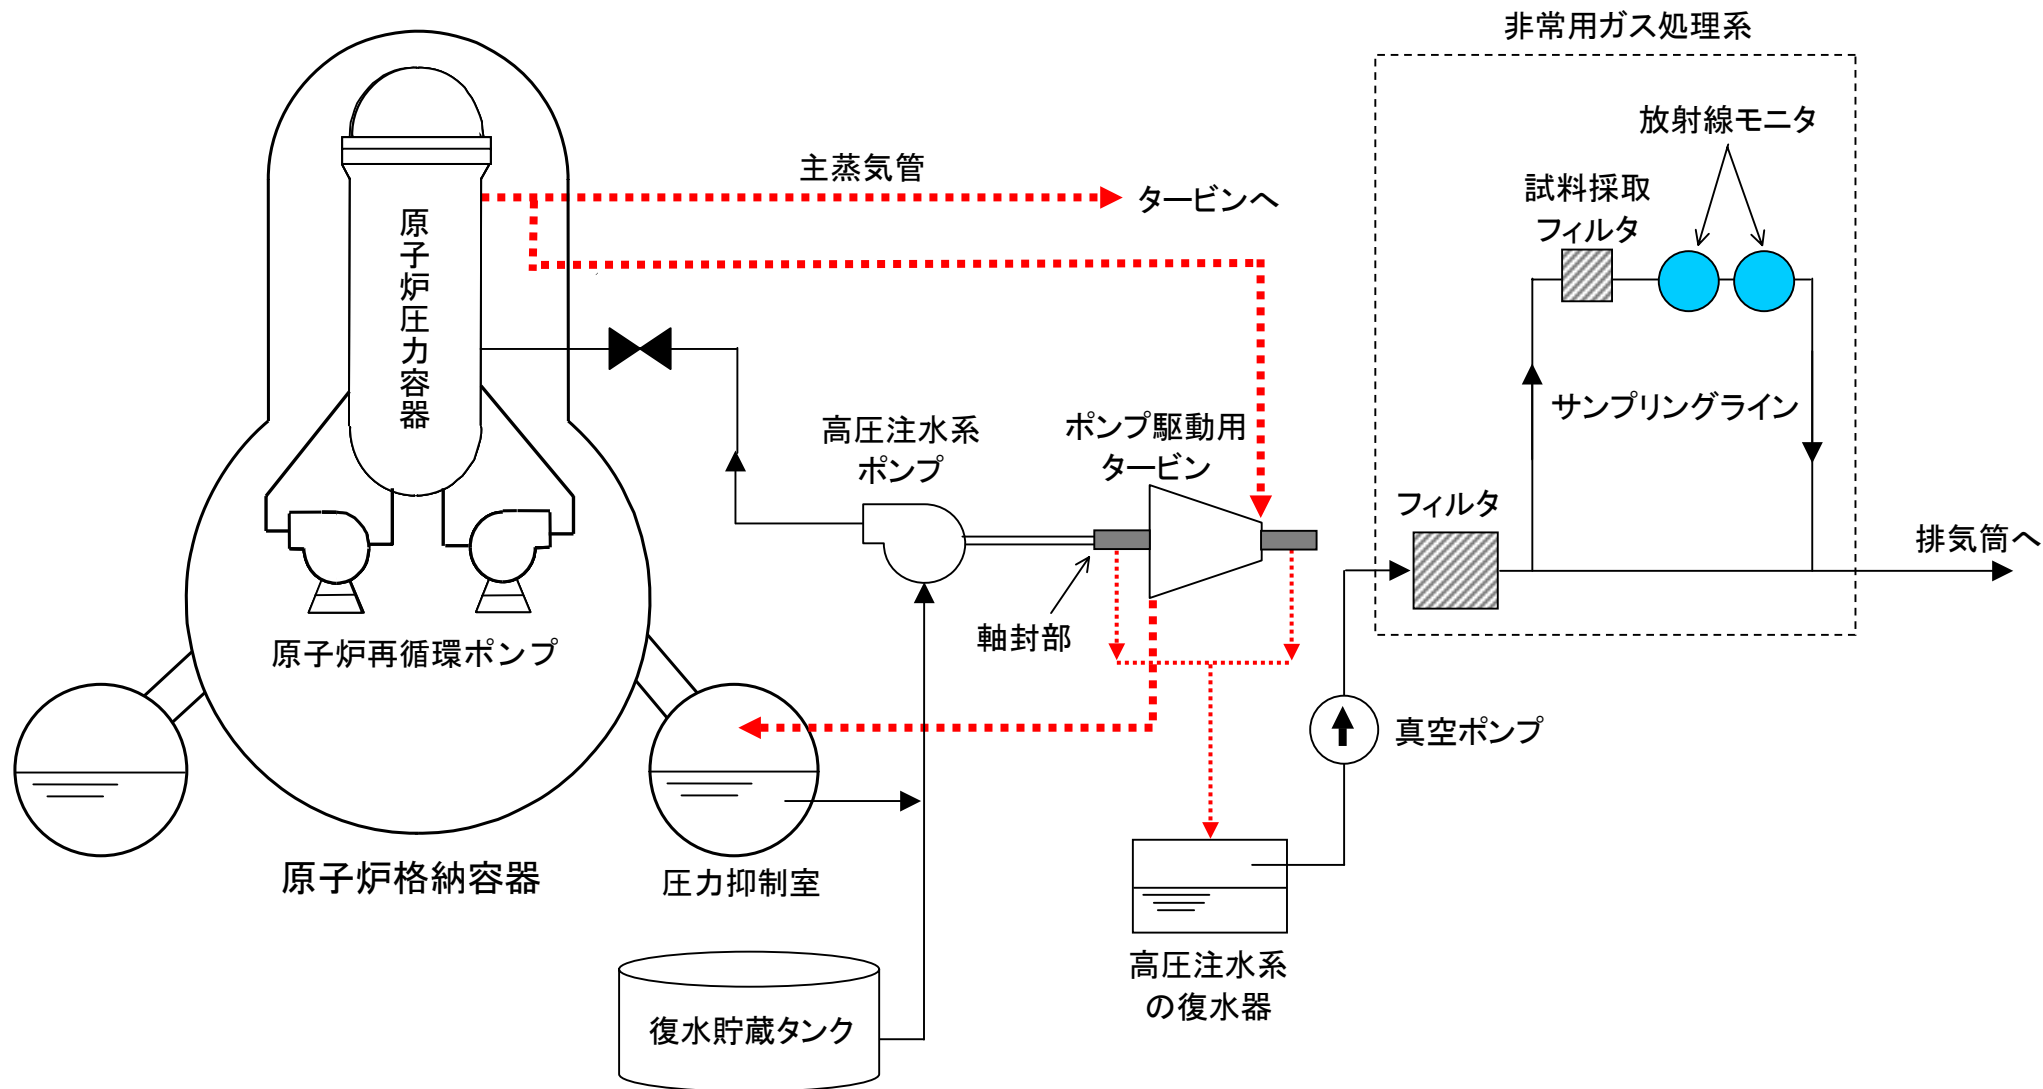 非常用ガス処理系
放射線モニタ
主蒸気管
タービンへ
試料採取
フィルタ
原子炉圧力容器
サンプリングライン
高圧注水系
ポンプ
ポンプ駆動用
タービン
フィルタ
排気筒へ
軸封部
原子炉再循環ポンプ
真空ポンプ
原子炉格納容器
圧力抑制室
高圧注水系
の復水器
復水貯蔵タンク